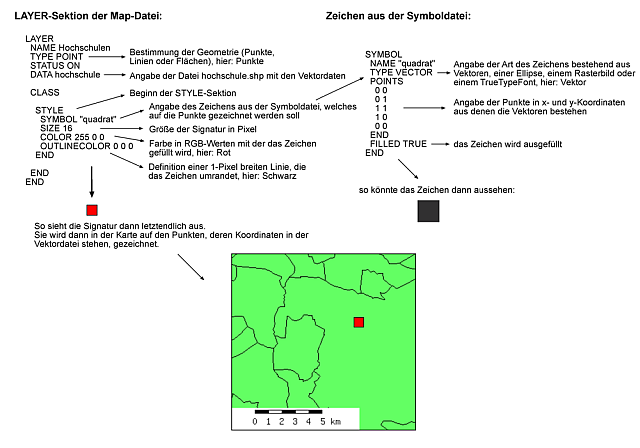 LAYER-Sektion der Map-Datei:
LAYER
NAME Hochschulen
TYPE POINT
Bestimmung der Geometrie (Punkte,
Linien oder Flächen), hier: Punkte
STATUS ON
DATA hochschule
Angabe der Datei hochschule.shp mit den Vektordaten
CLASS
Beginn der STYLE-Sektion
STYLE
SYMBOL "quadrat"
Angabe des Zeichens aus der Symboldatei, welches
auf die Punkte gezeichnet werden soll
SIZE 16
Größe der Signatur in Pixel
COLOR 255 0 0
Farbe in RGB-Werten mit der das Zeichen
gefüllt wird, hier: Rot
OUTLINECOLOR 0 0 0
END
Definition einer 1-Pixel breiten Linie, die
das Zeichen umrandet, hier: Schwarz
END
END
So sieht die Signatur dann letztendlich aus.
Sie wird dann in der Karte auf den Punkten, deren Koordinaten in der
Vektordatei stehen, gezeichnet.
Zeichen aus der Symboldatei:
SYMBOL
NAME "quadrat"
TYPE VECTOR
Angabe der Art des Zeichens bestehend aus
Vektoren, einer Ellipse, einem Rasterbild oder
einem TrueTypeFont, hier: Vektor
POINTS
0 0
0 1
1 1
1 0
0 0
Angabe der Punkte in x- und y-Koordinaten
aus denen die Vektoren bestehen
END
FILLED TRUE
das Zeichen wird ausgefüllt
END
so könnte das Zeichen dann aussehen:
0 1 2 3 4 5 km